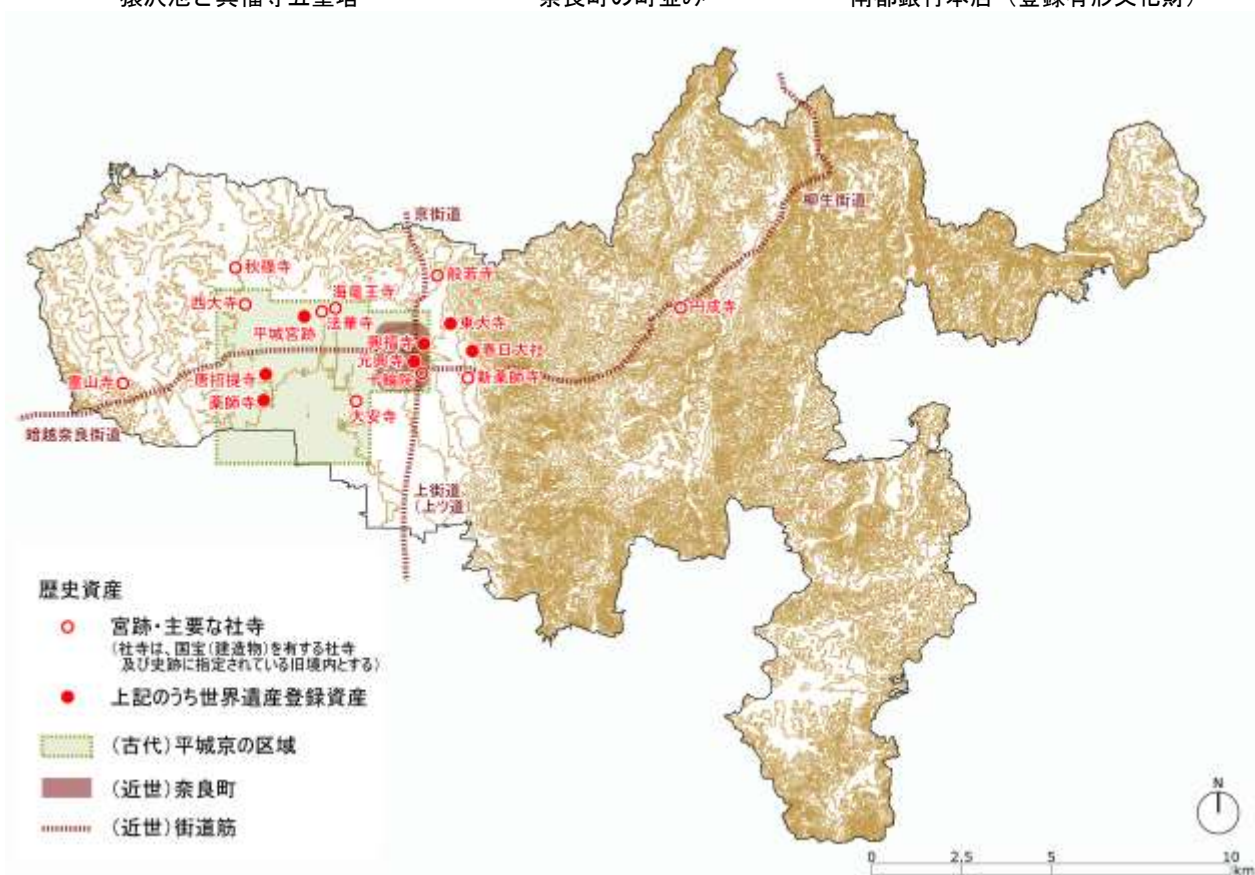 猿沢池と興福寺五重塔
奈良町の町並み
南都銀行本店（登録有形文化財）
京街道
柳生街道
秋篠寺
般若寺
海龍王寺
西大寺
法華寺
平城宮跡
東大寺
円成寺
興福寺
春日大社
元興寺
十輪院
新薬師寺
唐招提寺
霊山寺
薬師寺
大安寺
暗越奈良街道
上街道
(上ツ道)
歴史資産
宮跡・主要な社寺
(社寺は、国宝(建造物)を有する社寺
及び史跡に指定されている旧境内とする)
上記のうち世界遺産登録資産
(古代)平城京の区域
(近世)奈良町
(近世)街道筋
N
0 2.5 5 10
km